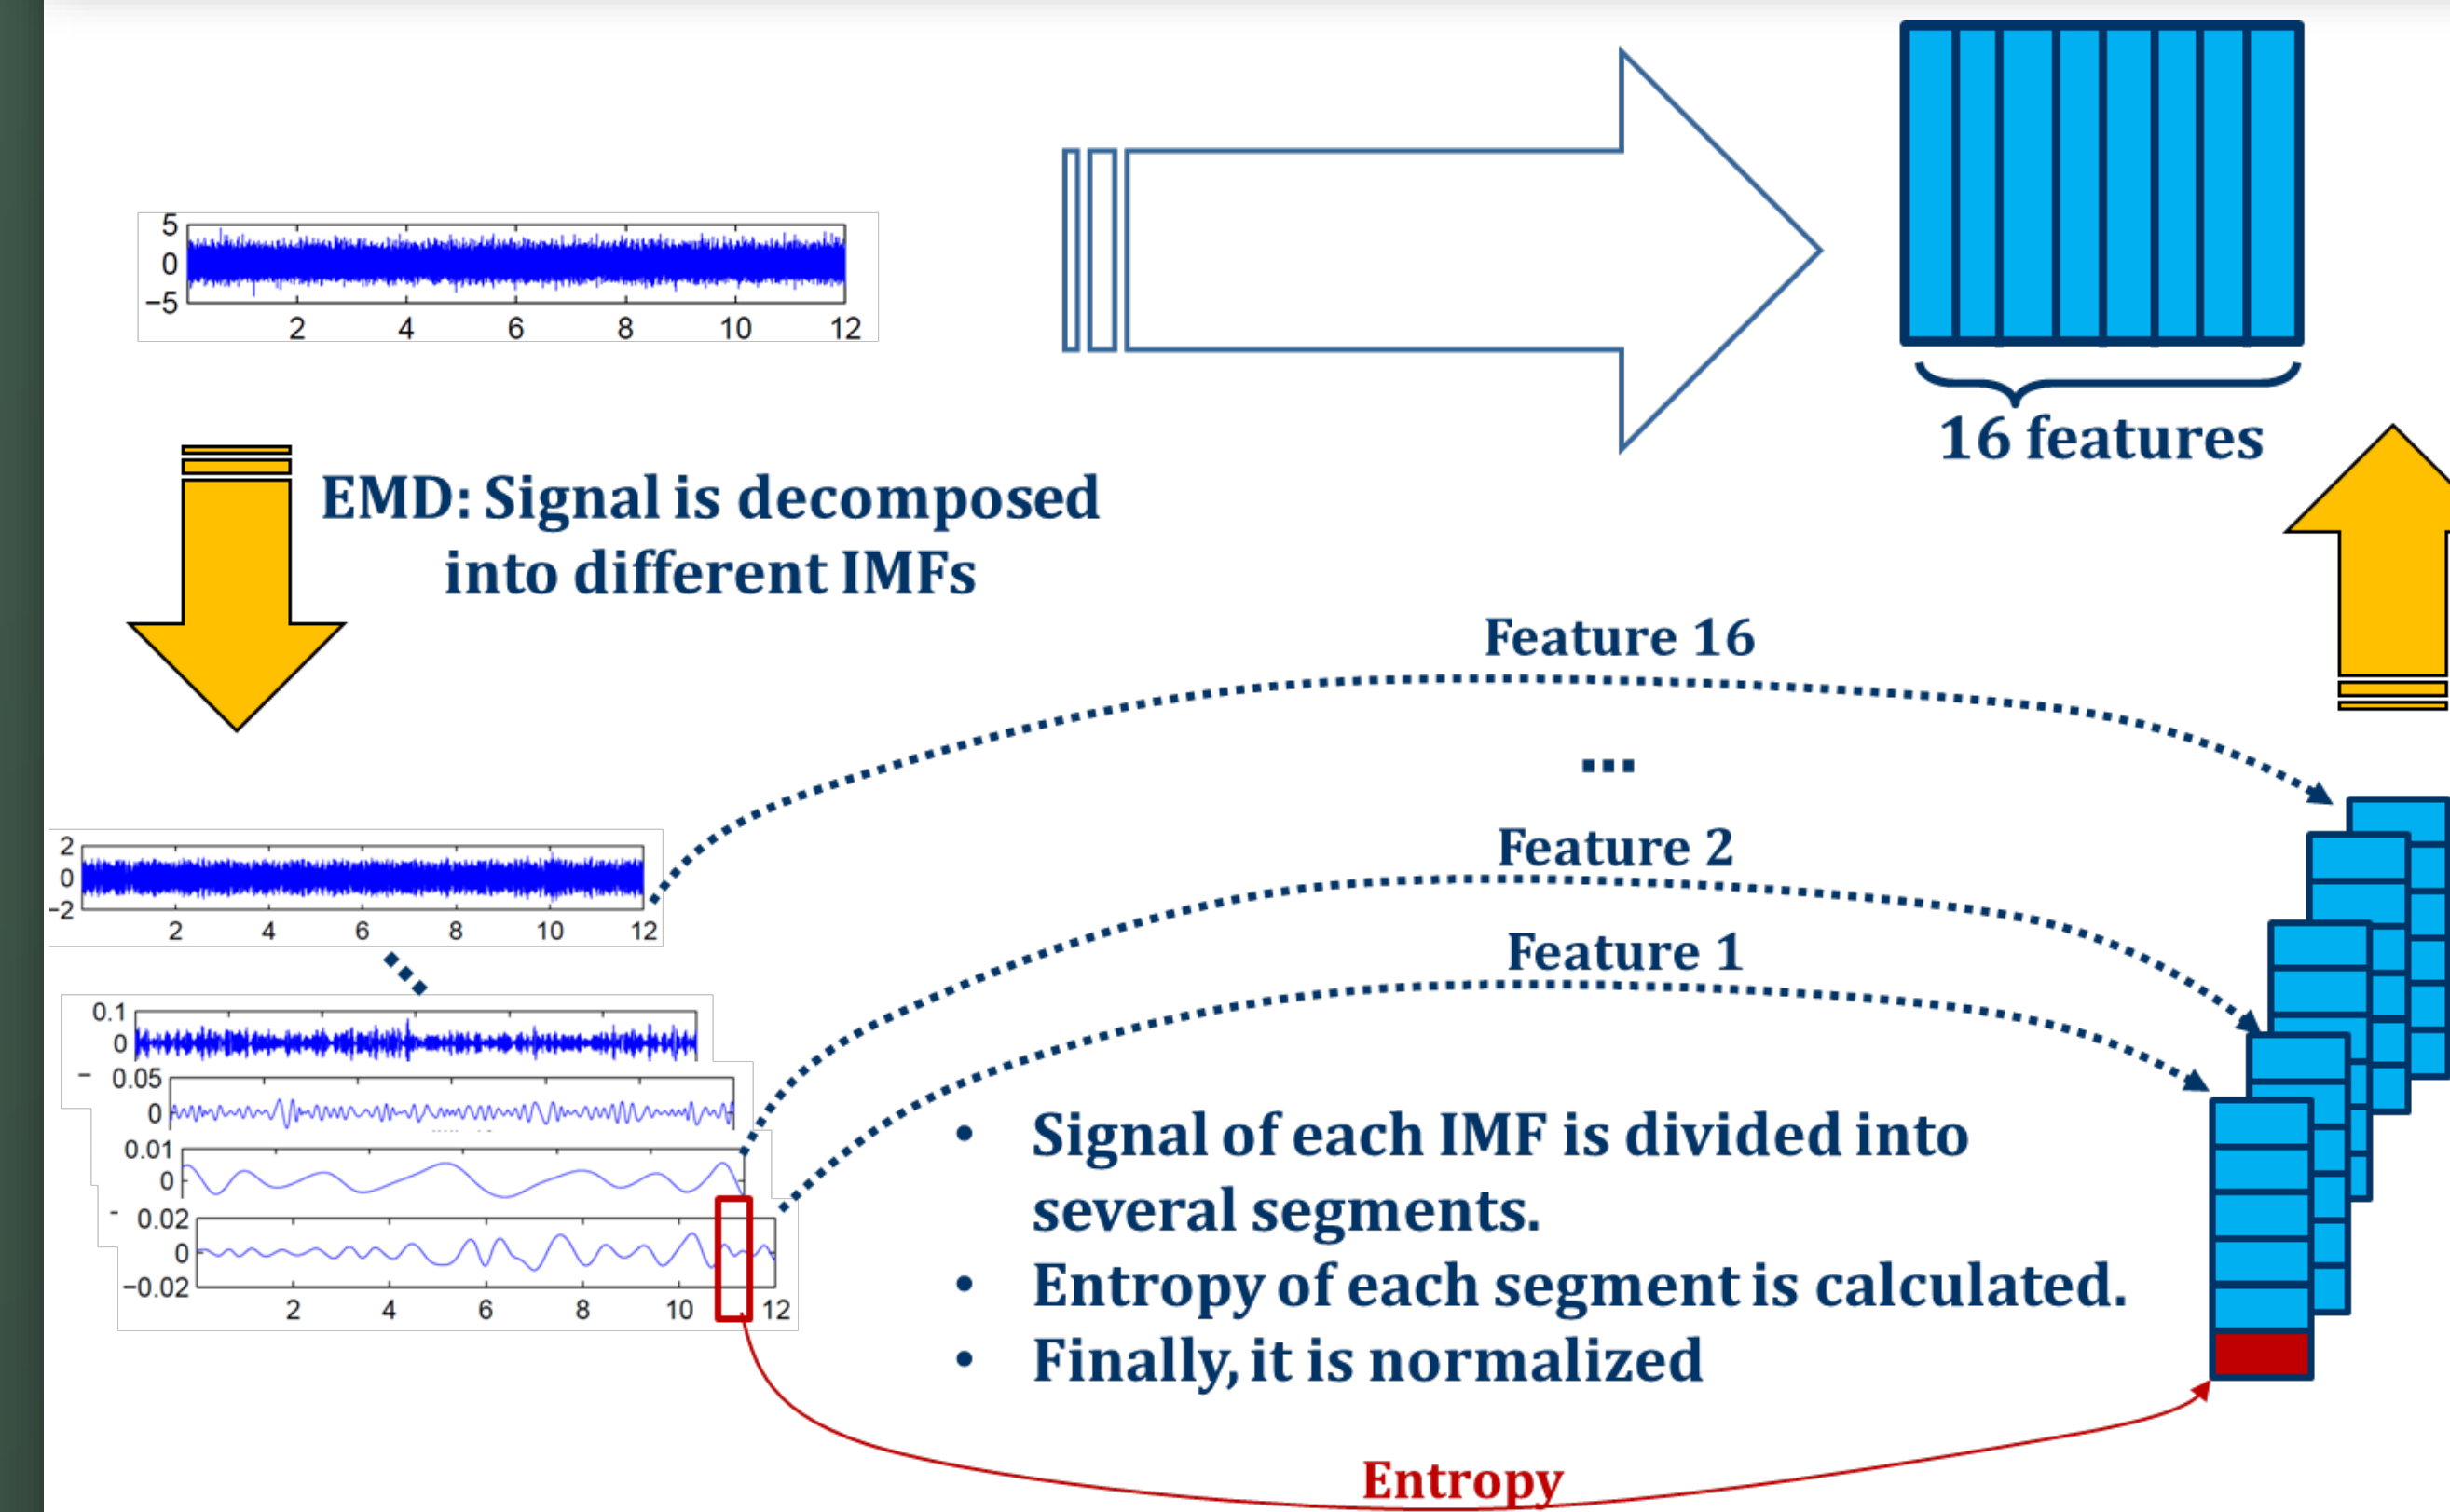 5
0
−5
2 4 6 8 10 12
16 features
EMD: Signal is decomposed
into different IMFs
Feature 16
...
Feature 2
Feature 1
2
0
−2
2 4 6 8 10 12
0.1
0
− 0.05
0
0.01
0
- 0.02
0
−0.02
2 4 6 8 10 12
• Signal of each IMF is divided into
several segments.
• Entropy of each segment is calculated.
• Finally, it is normalized
Entropy